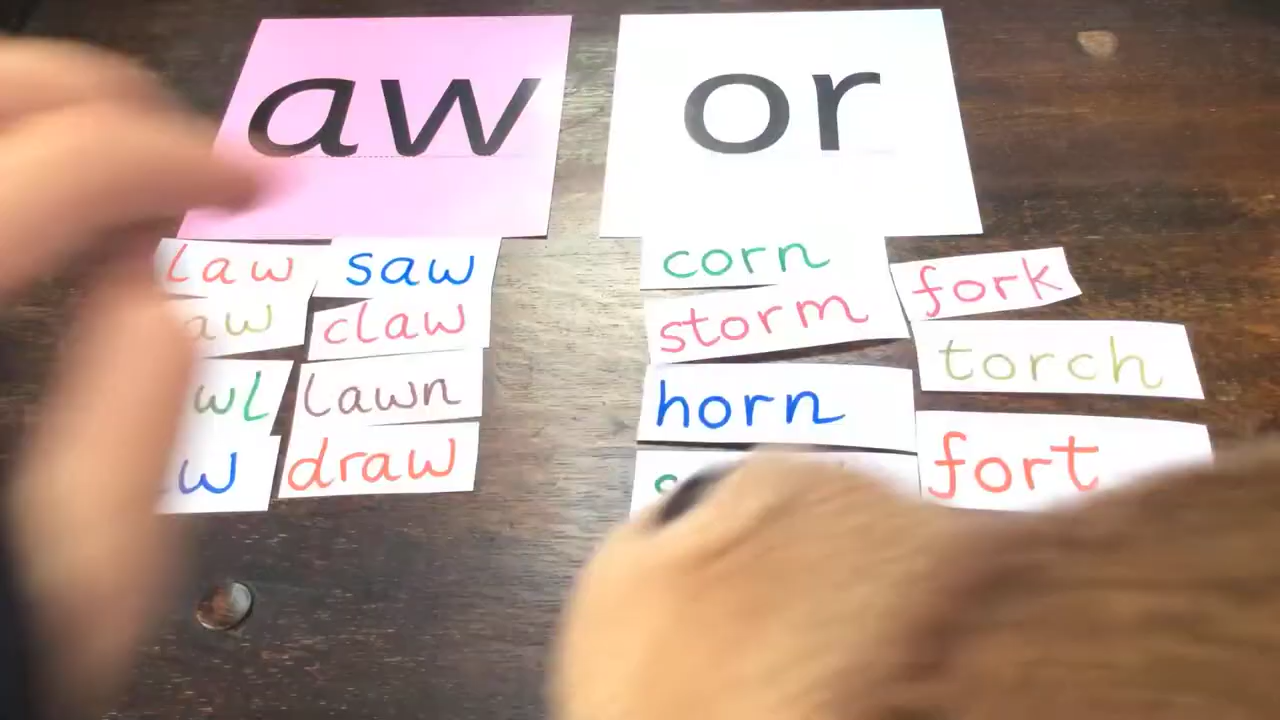 aw
or
law
saw
claw
lawn
draw
corn
fork
storm
torch
horn
fort